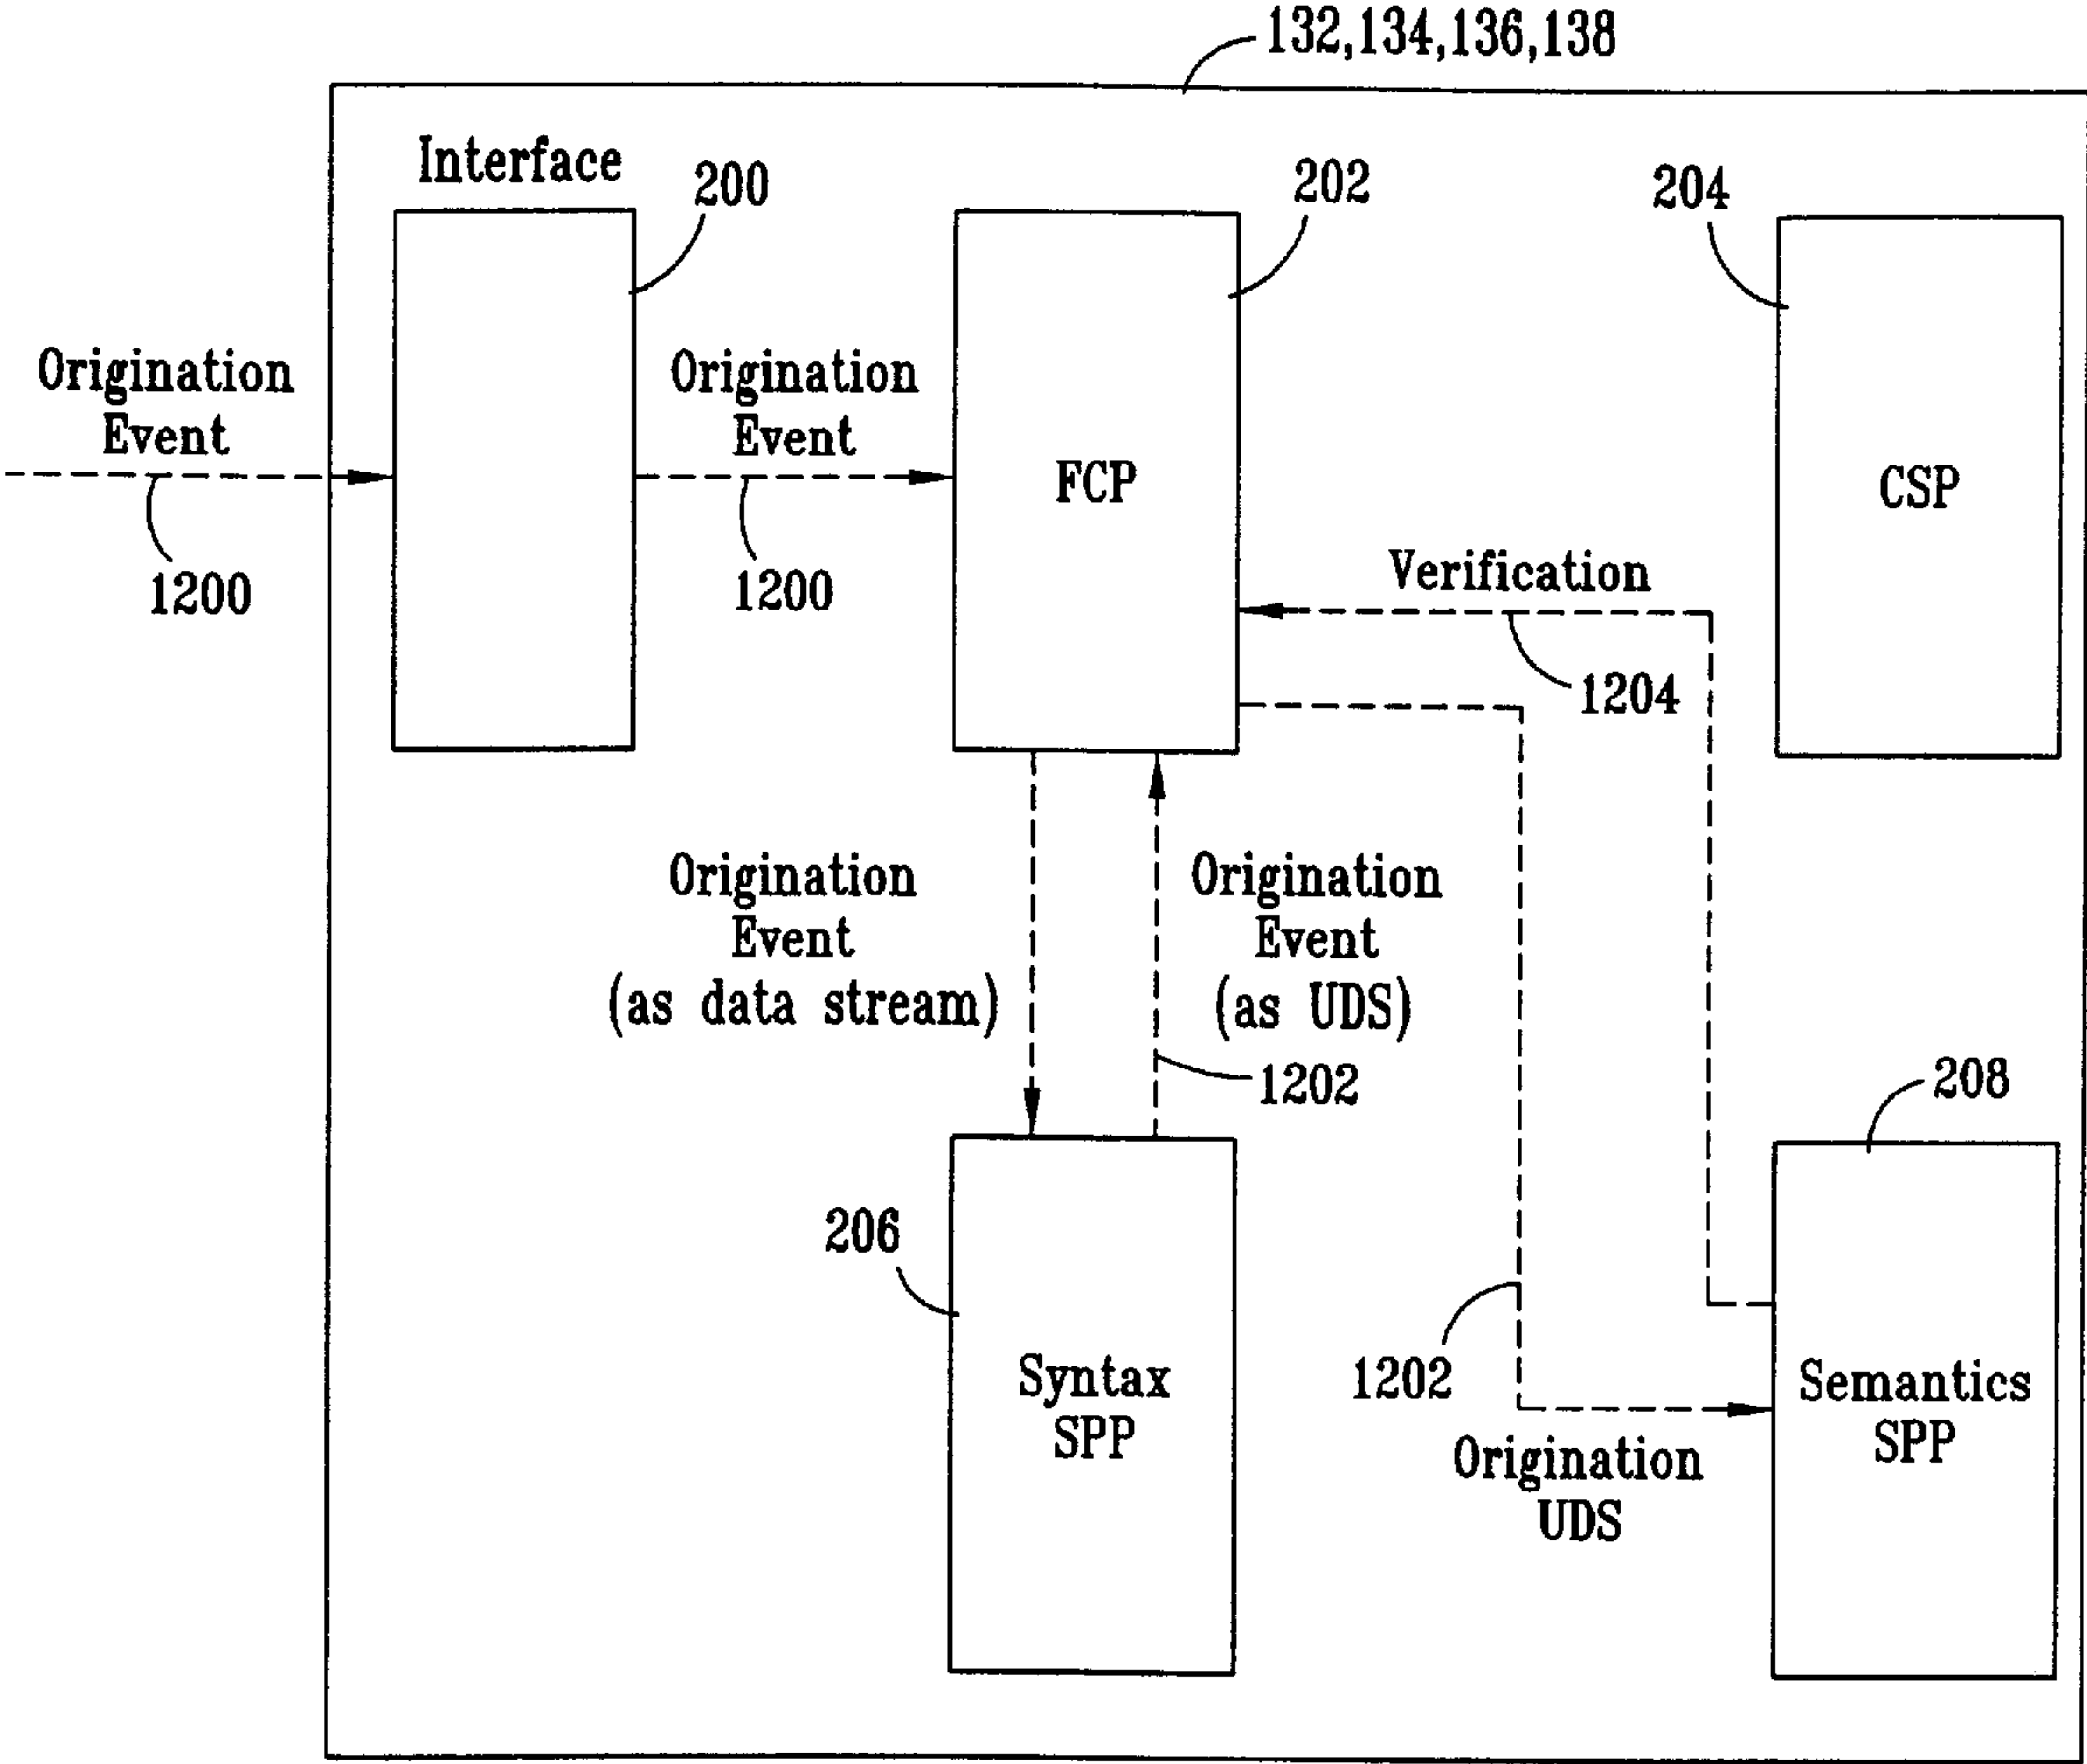 132,134,136,138
Interface
200
202
204
Origination
Event
1200
Origination
Event
1200
FCP
CSP
Verification
1204
Origination
Event
(as data stream)
Origination
Event
(as UDS)
1202
208
206
Syntax
SPP
1202
Semantics
SPP
Origination
UDS